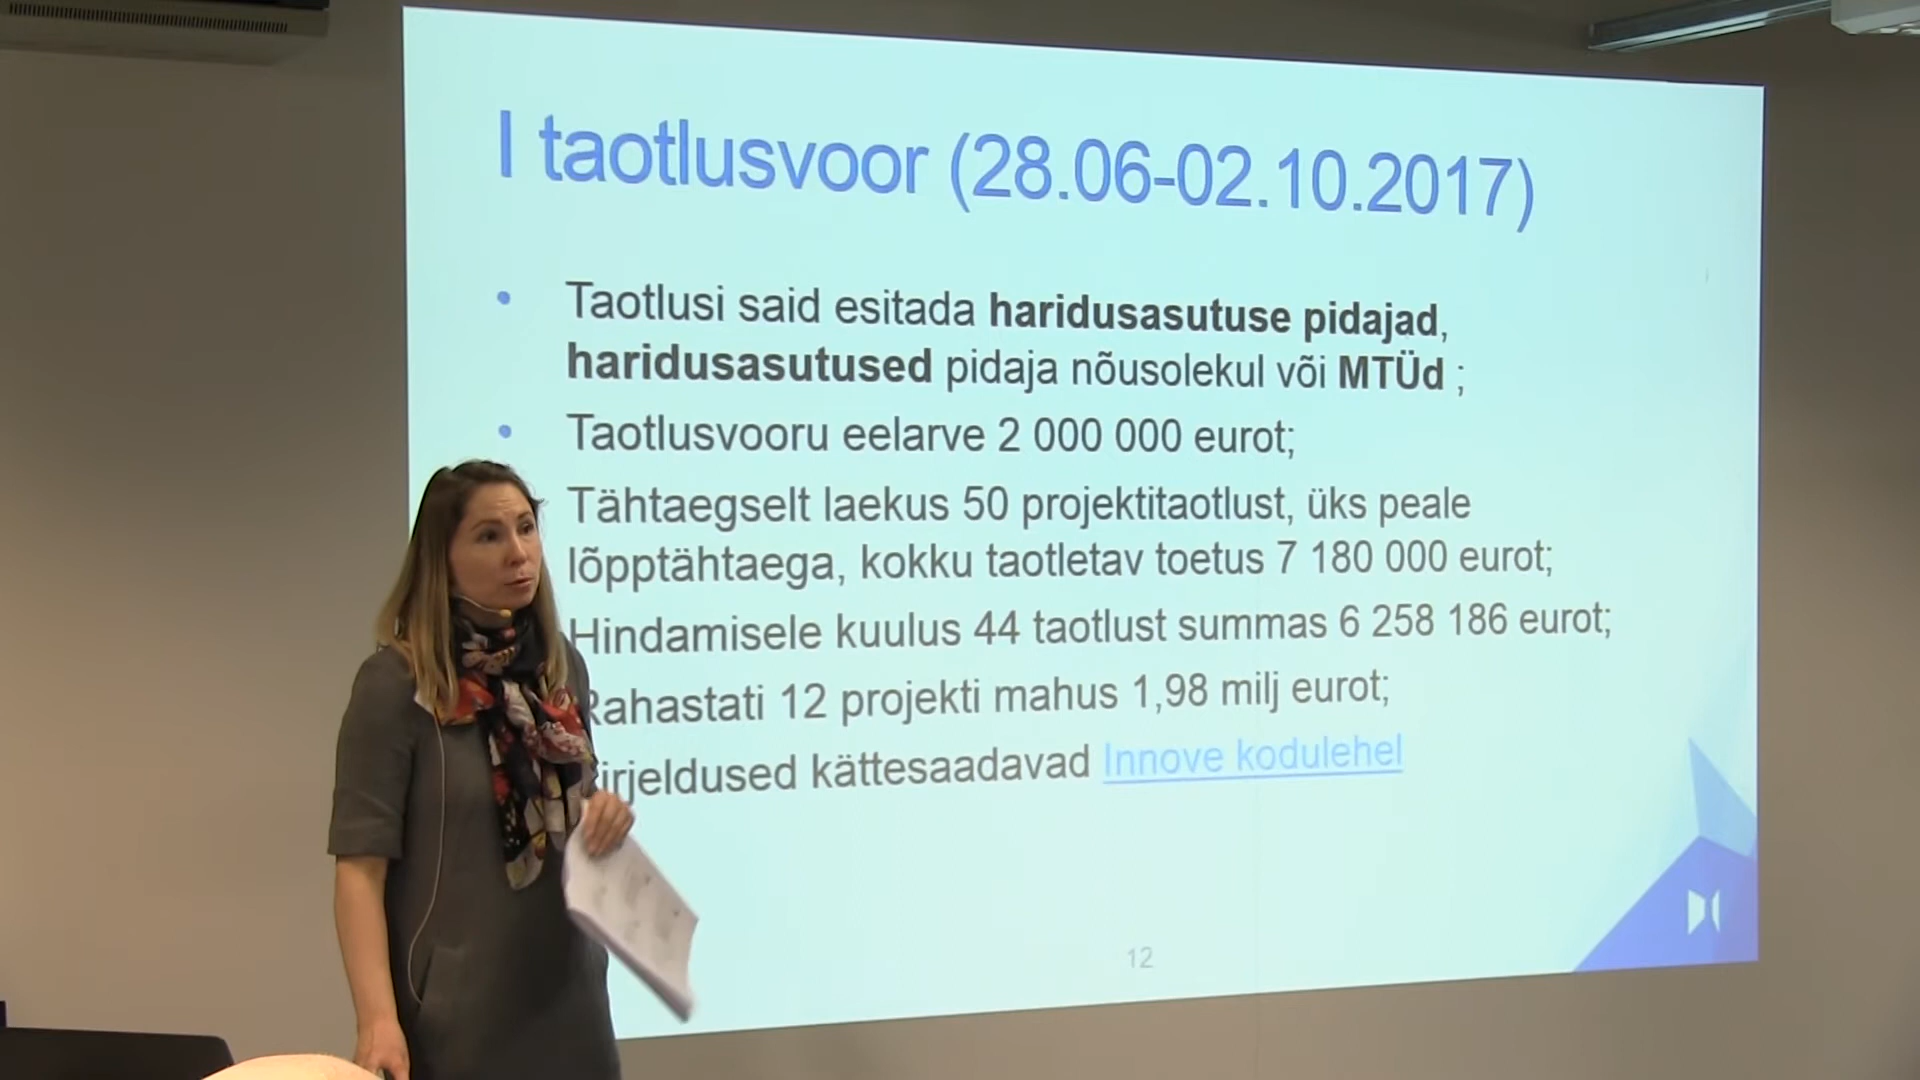 I taotlusvoor (28.06-02.10.2017)
• Taotlusi said esitada haridusasutuse pidajad,
haridusasutused pidaja nõusolekul või MTÜd ;
• Taotlusvooru eelarve 2 000 000 eurot;
Tähtaegselt laekus 50 projektitaotlust, üks peale
lõpptähtaega, kokku taotletav toetus 7 180 000 eurot;
Hindamisele kuulus 44 taotlust summas 6 258 186 eurot;
Rahastati 12 projekti mahus 1,98 milj eurot;
kättesaadavad Innove kodulehel
12